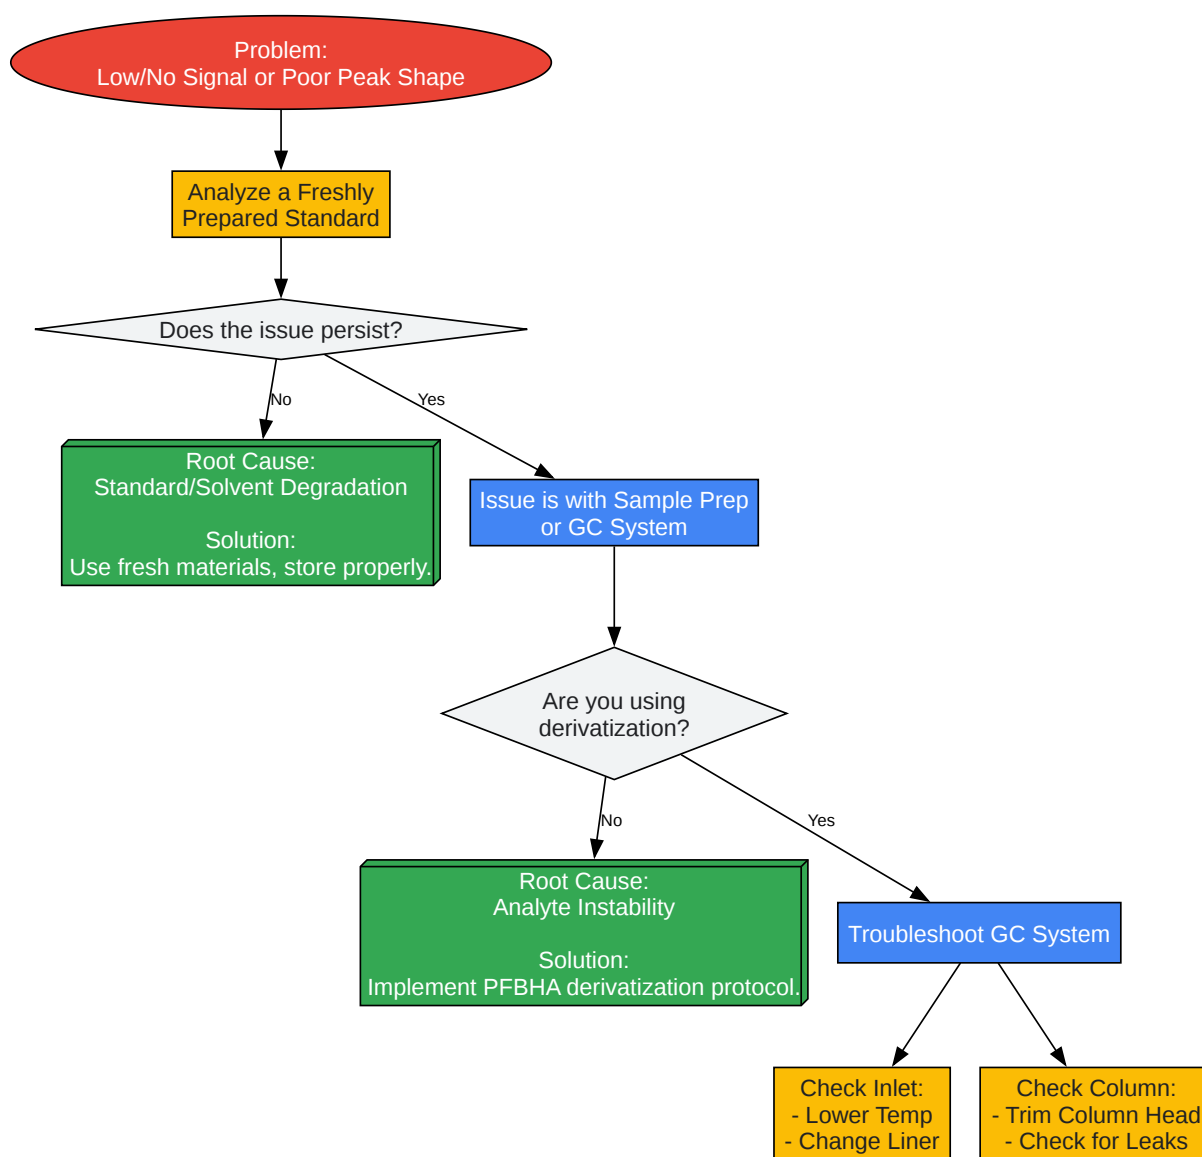 Problem:
Low/No Signal or Poor Peak Shape
Analyze a Freshly
Prepared Standard
Does the issue persist?
No
Yes
Root Cause:
Standard/Solvent Degradation
Solution:
Use fresh materials, store properly.
Issue is with Sample Prep
or GC System
Are you using
derivatization?
No
Yes
Root Cause:
Analyte Instability
Solution:
Implement PFBHA derivatization protocol.
Troubleshoot GC System
Check Inlet:
- Lower Temp
- Change Liner
Check Column:
- Trim Column Head
- Check for Leaks